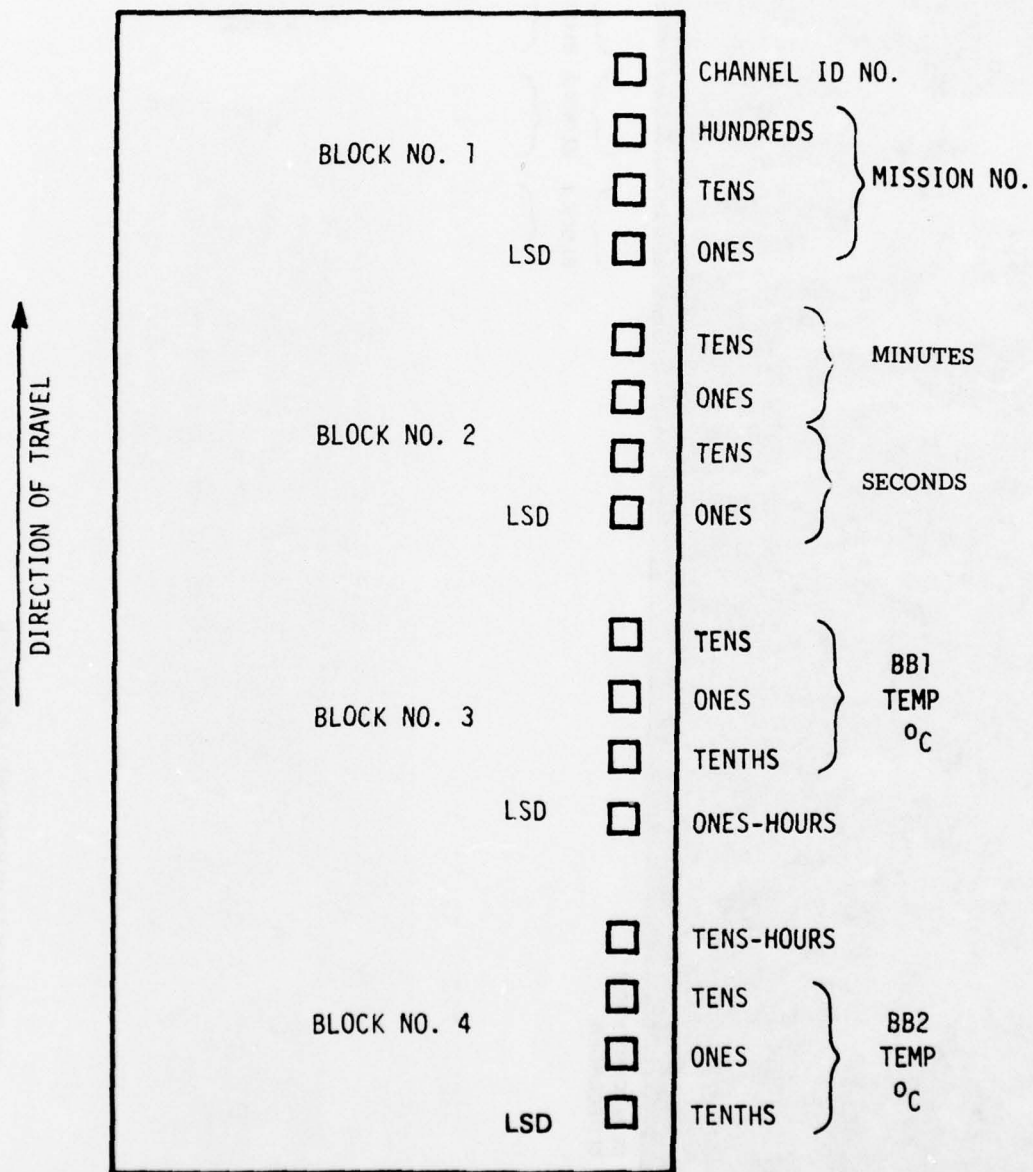 CHANNEL ID NO.
HUNDREDS
BLOCK NO. 1
MISSION NO.
TENS
LSD
ONES
DIRECTION OF TRAVEL
TENS
MINUTES
ONES
BLOCK NO. 2
TENS
SECONDS
LSD
ONES
TENS
BB1
ONES
TEMP
BLOCK NO. 3
°C
TENTHS
LSD
ONES-HOURS
TENS-HOURS
TENS
BLOCK NO. 4
BB2
ONES
TEMP
°C
LSD
TENTHS